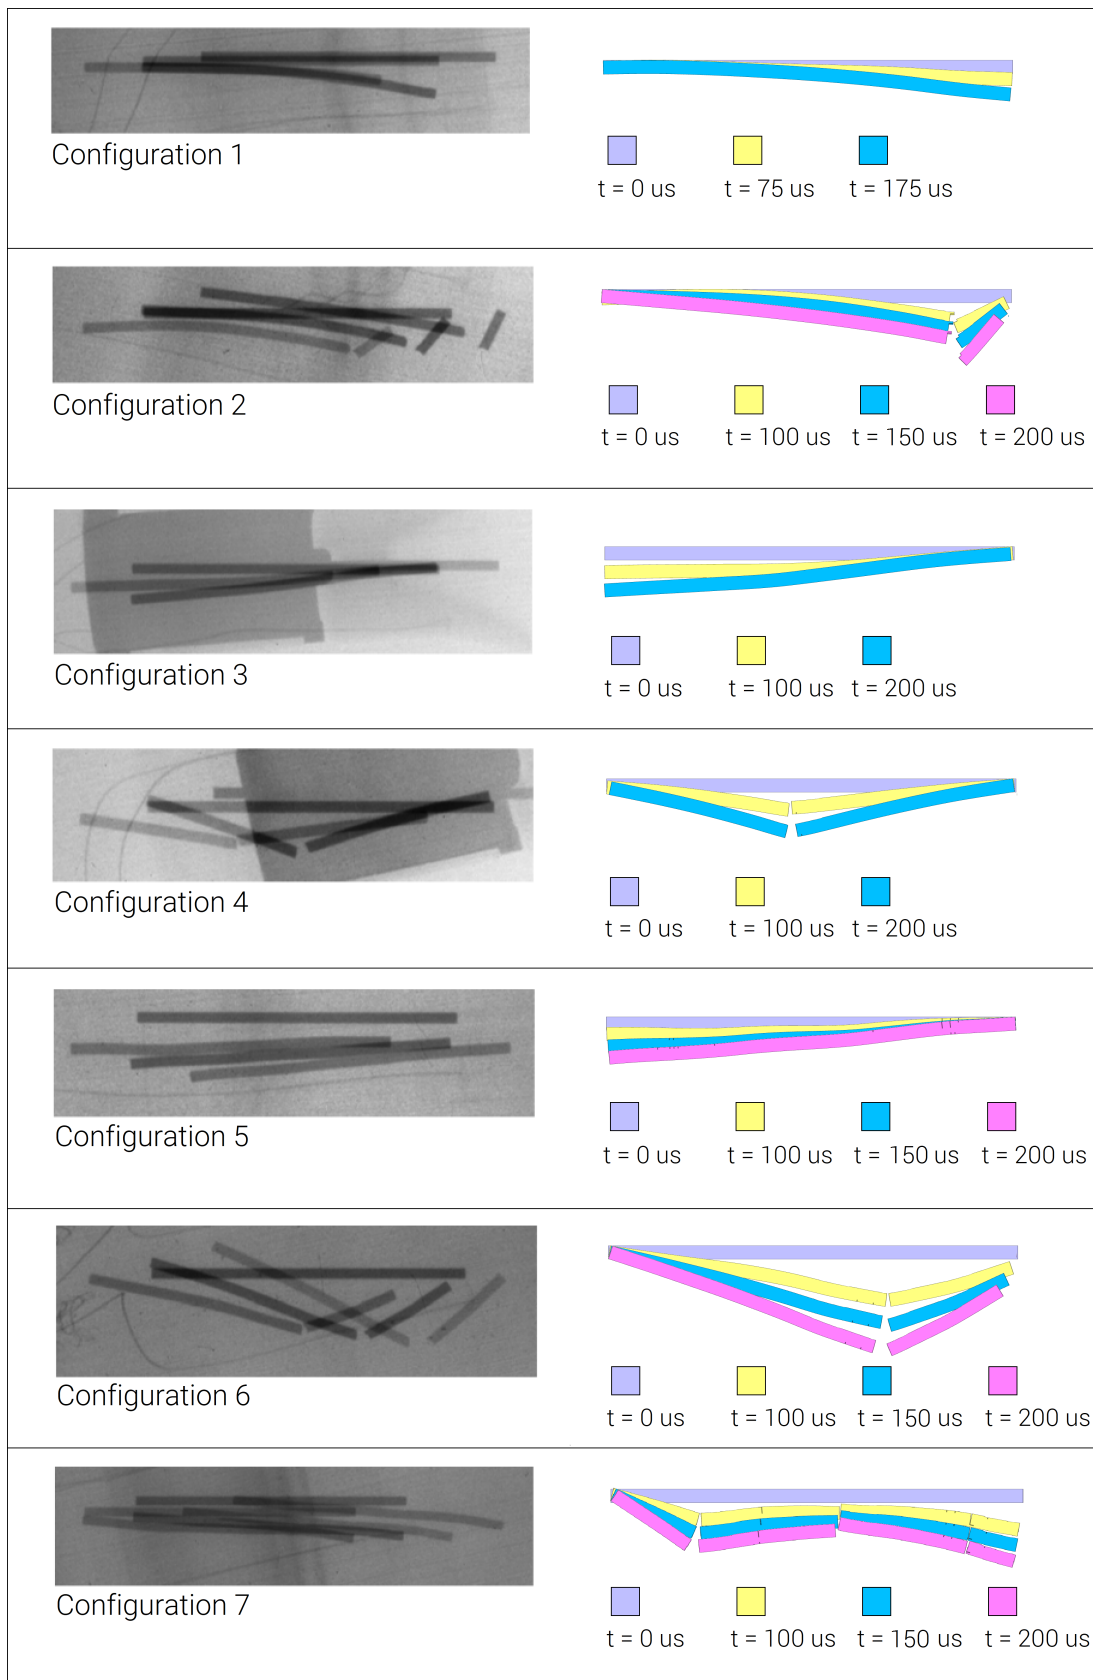 Configuration 1
t = 0 us t = 75 us t = 175 us
Configuration 2
t = 0 us t = 100 us t = 150 us t = 200 us
Configuration 3
t = 0 us t = 100 us t = 200 us
Configuration 4
t = 0 us t = 100 us t = 200 us
Configuration 5
t = 0 us t = 100 us t = 150 us t = 200 us
Configuration 6
t = 0 us t = 100 us t = 150 us t = 200 us
Configuration 7
t = 0 us t = 100 us t = 150 us t = 200 us